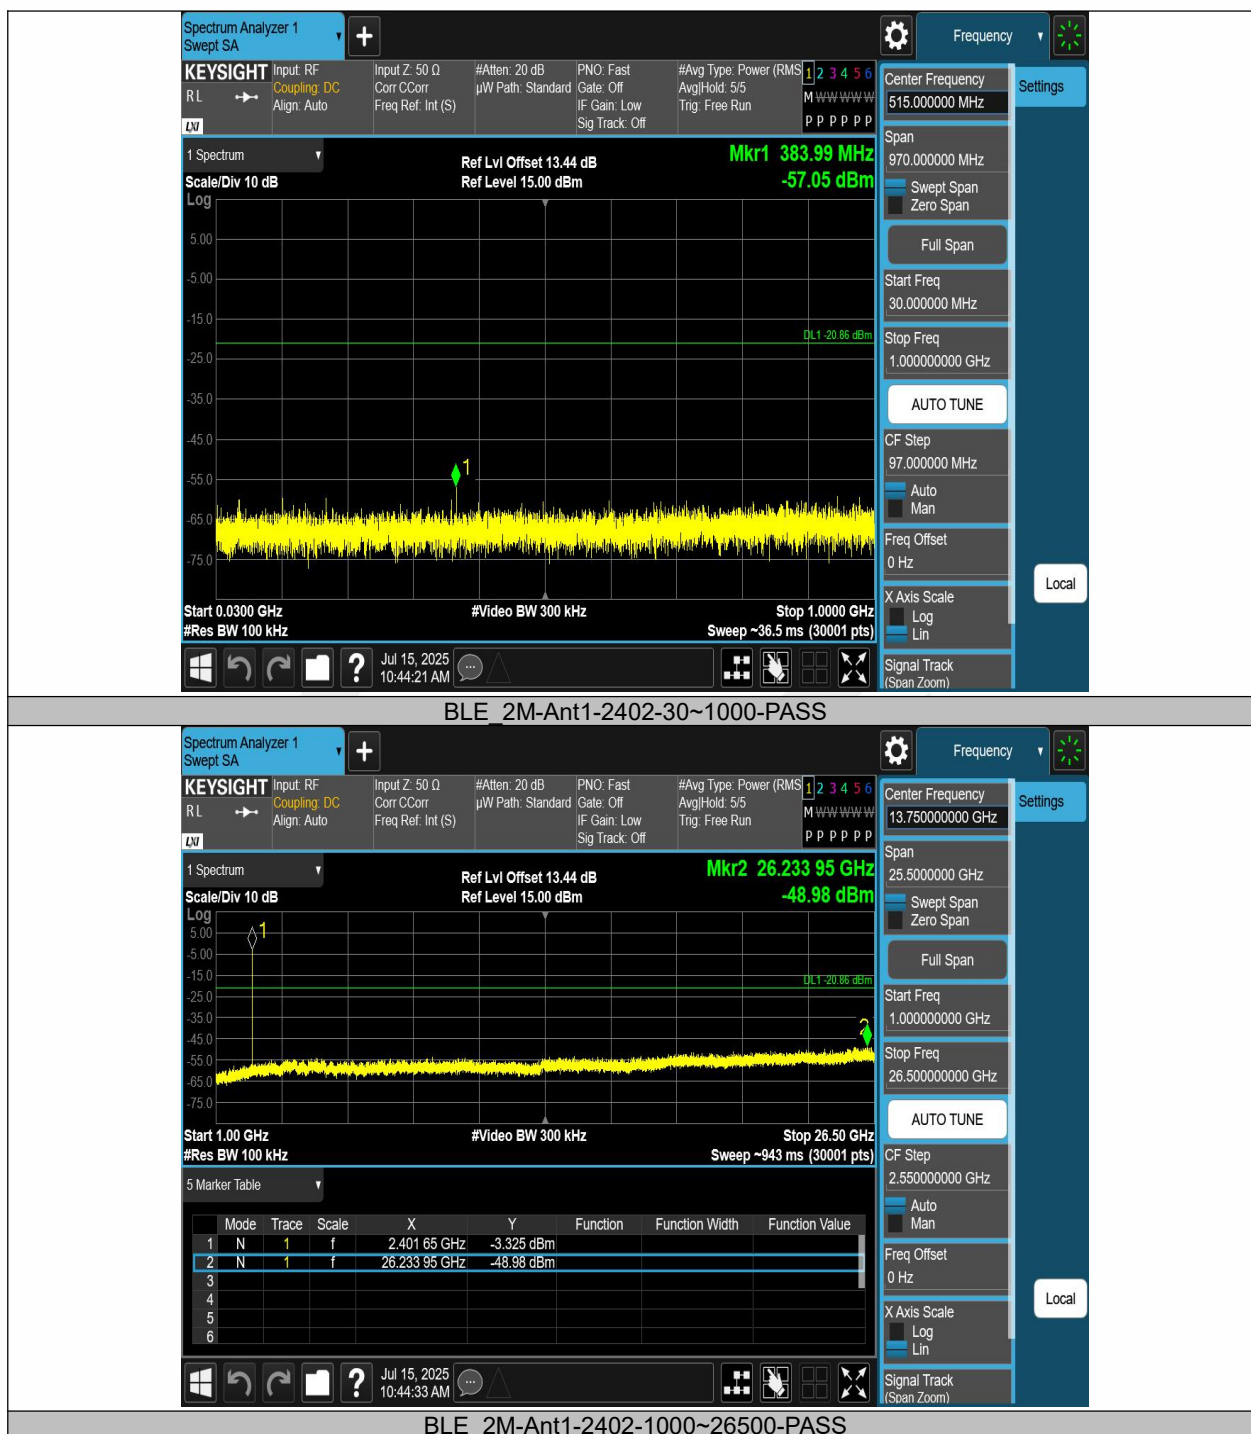 Spectrum Analyzer 1
Swept SA
Frequency
KEYSIGHT
RL
LXI
Input: RF
Coupling: DC
Align: Auto
Input Z: 50 Ω
Corr CCorr
Freq Ref: Int (S)
#Atten: 20 dB
µW Path: Standard
PNO: Fast
Gate: Off
IF Gain: Low
Sig Track: Off
#Avg Type: Power (RMS
Avg|Hold: 5/5
Trig: Free Run
1 2 3 4 5 6
M W W W W W
P P P P P P
1 Spectrum
Scale/Div 10 dB
Log
Ref Lvl Offset 13.44 dB
Ref Level 15.00 dBm
Mkr1 383.99 MHz
-57.05 dBm
5.00
-5.00
-15.0
DL1 -20.86 dBm
-25.0
-35.0
-45.0
1
-55.0
-65.0
-75.0
Start 0.0300 GHz
#Video BW 300 kHz
Stop 1.0000 GHz
#Res BW 100 kHz
Sweep ~36.5 ms (30001 pts)
?
Jul 15, 2025
10:44:21 AM
Center Frequency
515.000000 MHz
Settings
Span
970.000000 MHz
Swept Span
Zero Span
Full Span
Start Freq
30.000000 MHz
Stop Freq
1.000000000 GHz
AUTO TUNE
CF Step
97.000000 MHz
Auto
Man
Freq Offset
0 Hz
Local
X Axis Scale
Log
Lin
Signal Track
(Span Zoom)
BLE_2M-Ant1-2402-30~1000-PASS
Spectrum Analyzer 1
Swept SA
Frequency
KEYSIGHT
RL
LXI
Input: RF
Coupling: DC
Align: Auto
Input Z: 50 Ω
Corr CCorr
Freq Ref: Int (S)
#Atten: 20 dB
µW Path: Standard
PNO: Fast
Gate: Off
IF Gain: Low
Sig Track: Off
#Avg Type: Power (RMS
Avg|Hold: 5/5
Trig: Free Run
1 2 3 4 5 6
M W W W W W
P P P P P P
1 Spectrum
Scale/Div 10 dB
Log
Ref Lvl Offset 13.44 dB
Ref Level 15.00 dBm
Mkr2 26.233 95 GHz
-48.98 dBm
1
5.00
-5.00
-15.0
DL1 -20.86 dBm
-25.0
-35.0
2
-45.0
-55.0
-65.0
-75.0
Start 1.00 GHz
#Video BW 300 kHz
Stop 26.50 GHz
#Res BW 100 kHz
Sweep ~943 ms (30001 pts)
5 Marker Table
Mode Trace Scale X Y Function Function Width Function Value
1 N 1 f 2.401 65 GHz -3.325 dBm
2 N 1 f 26.233 95 GHz -48.98 dBm
3
4
5
6
?
Jul 15, 2025
10:44:33 AM
Center Frequency
13.750000000 GHz
Settings
Span
25.5000000 GHz
Swept Span
Zero Span
Full Span
Start Freq
1.000000000 GHz
Stop Freq
26.500000000 GHz
AUTO TUNE
CF Step
2.550000000 GHz
Auto
Man
Freq Offset
0 Hz
Local
X Axis Scale
Log
Lin
Signal Track
(Span Zoom)
BLE_2M-Ant1-2402-1000~26500-PASS